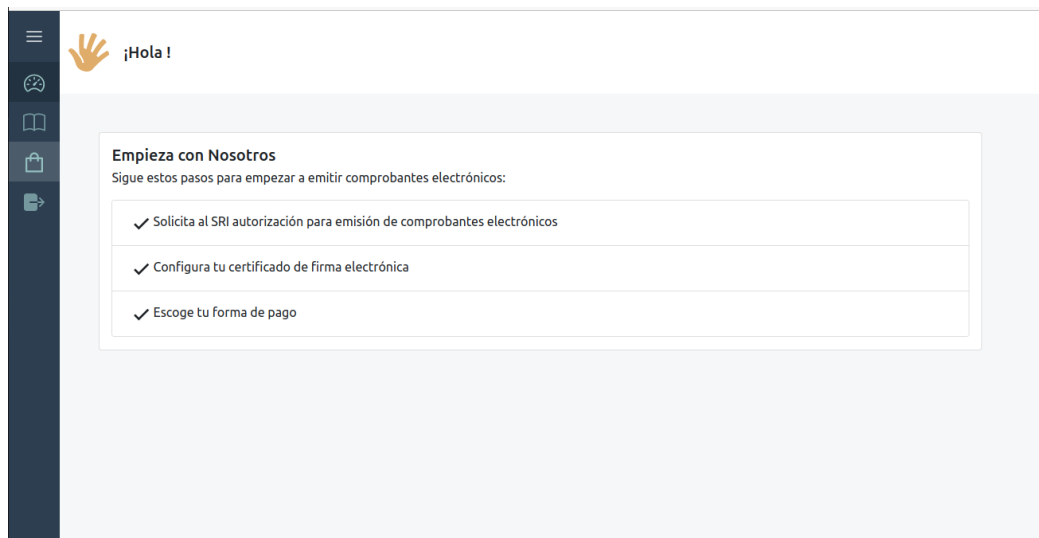 ¡Hola !
Empieza con Nosotros
Sigue estos pasos para empezar a emitir comprobantes electrónicos:
Solicita al SRI autorización para emisión de comprobantes electrónicos
Configura tu certificado de firma electrónica
Escoge tu forma de pago